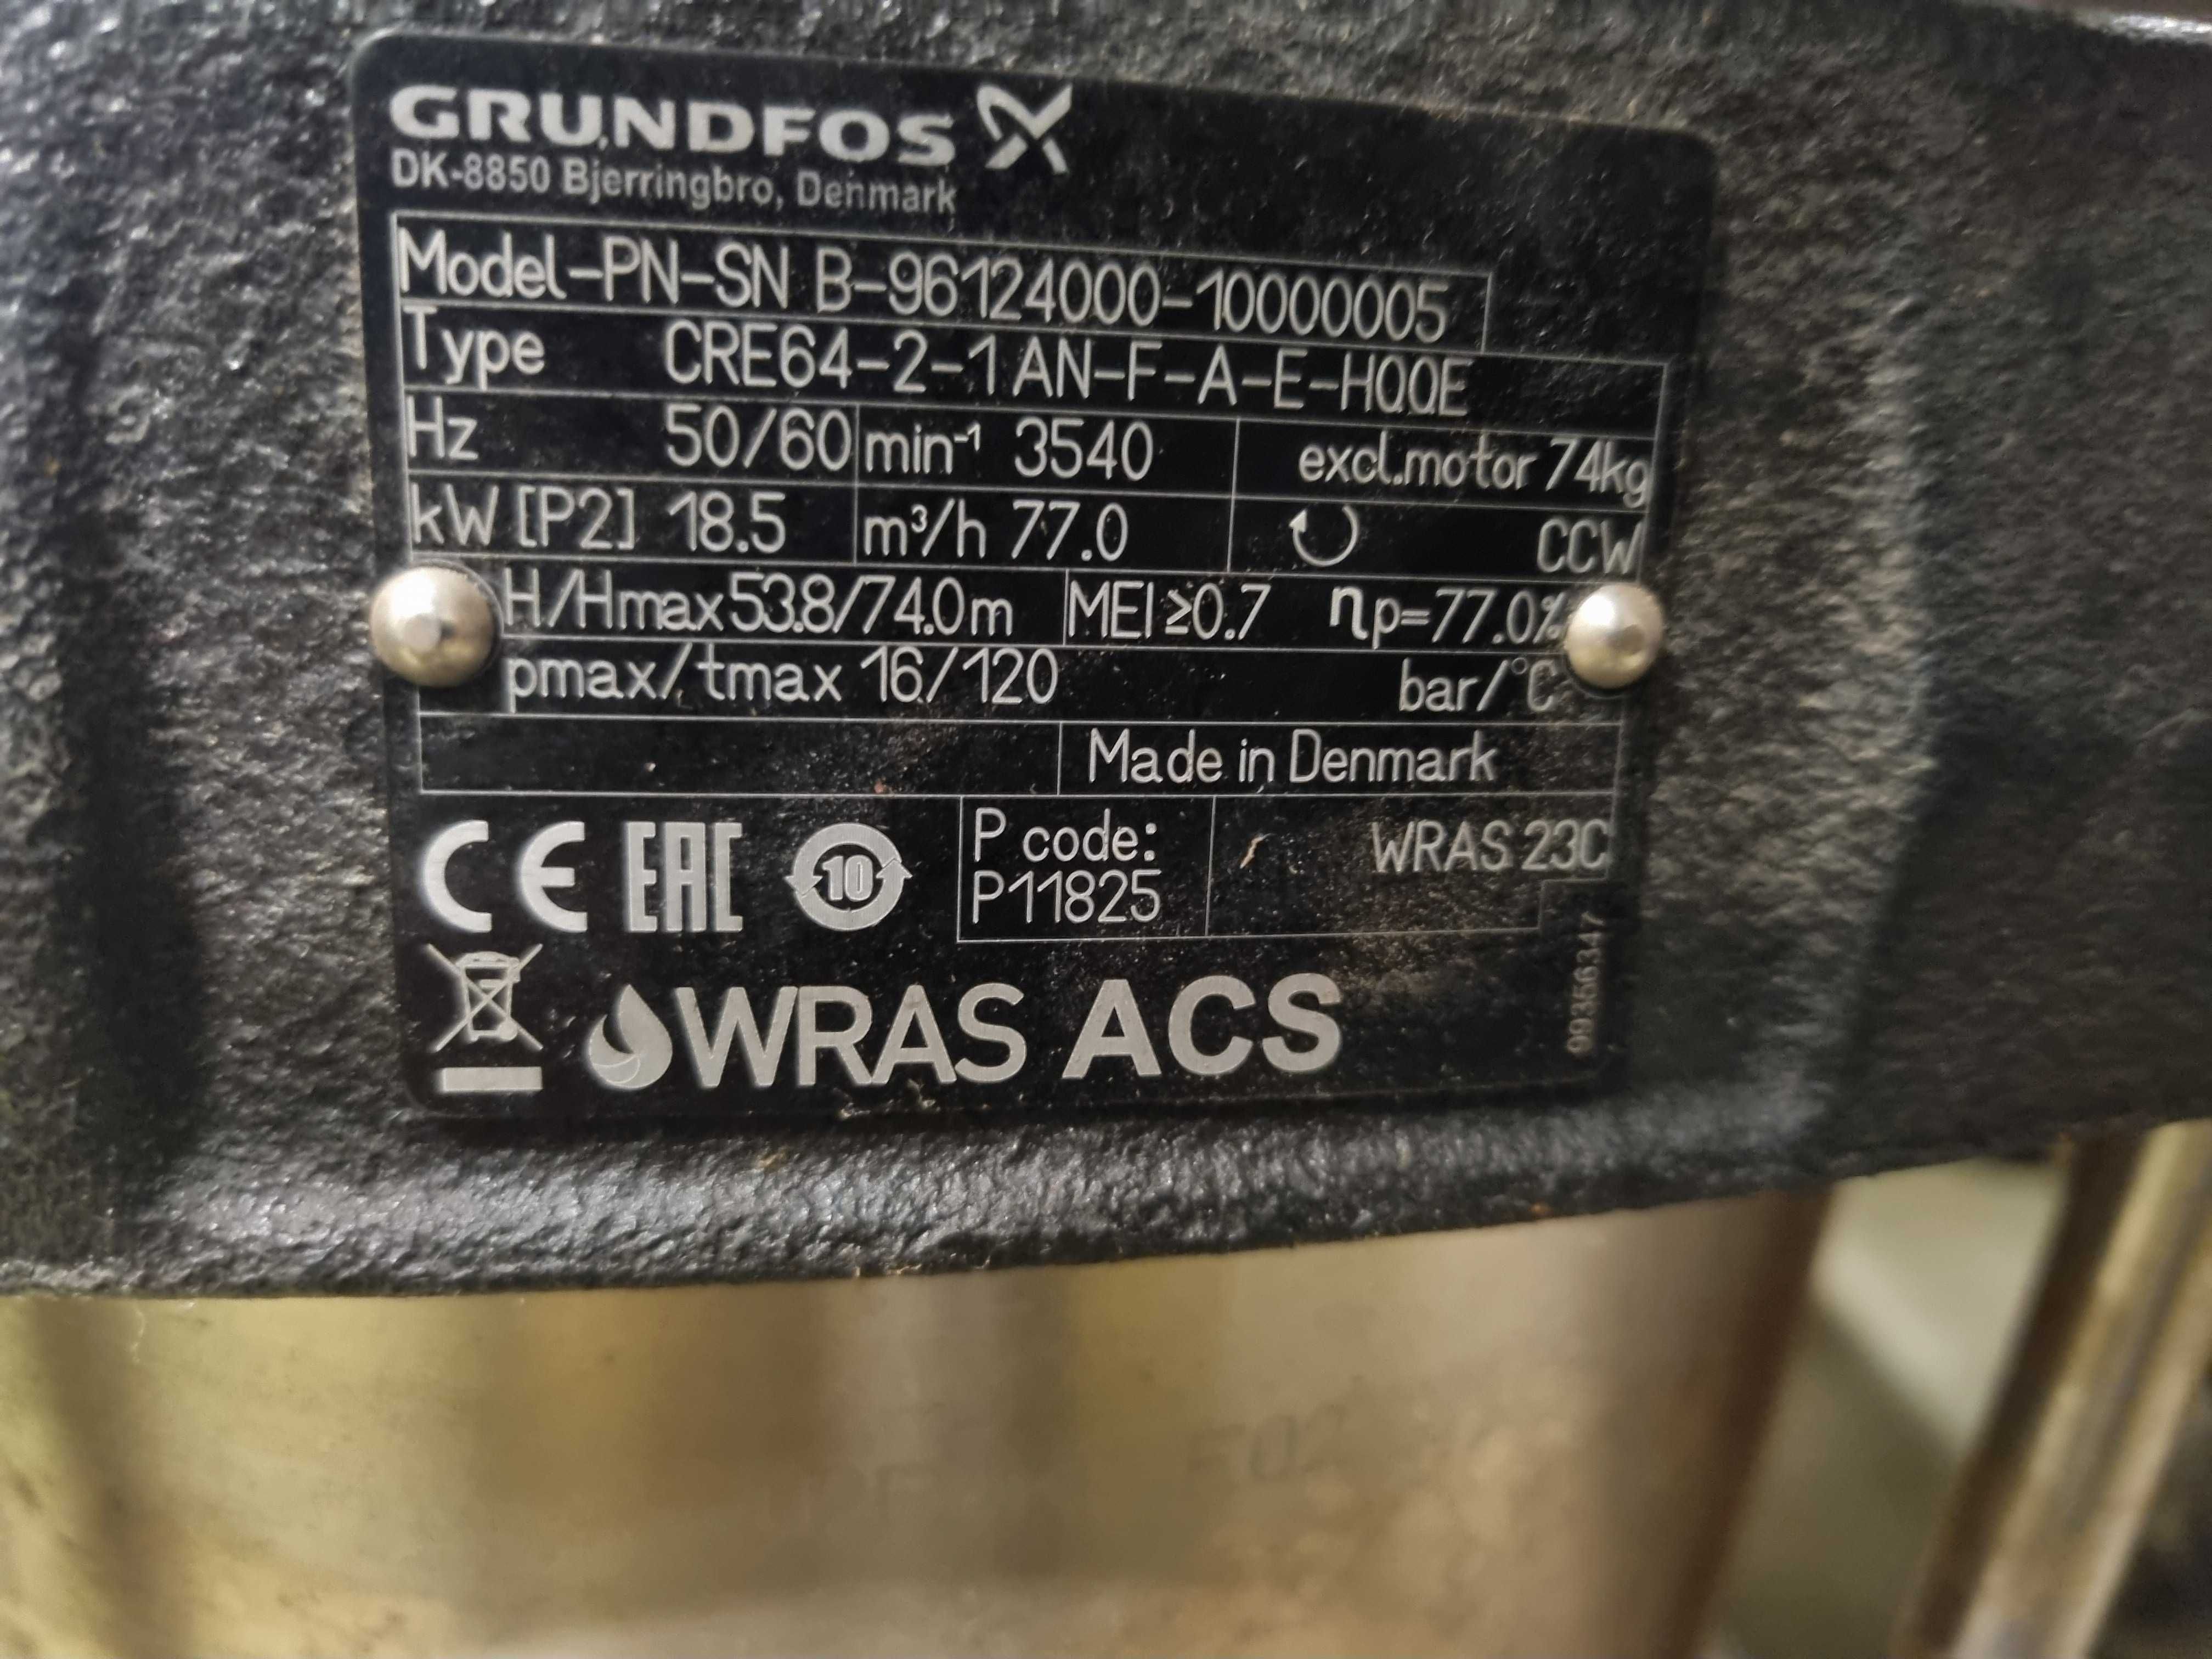 GRUNDFOS
DK-8850 Bjerringbro, Denmark
Model-PN-SN B-96124000-10000005
Type CRE64-2-1 AN-F-A-E-HQQE
Hz 50/60 min⁻¹ 3540 excl.motor 74kg
kW [P2] 18.5 m³/h 77.0 CCW
H/Hmax 53.8/74.0 m MEI ≥0.7 ηp=77.0%
pmax/tmax 16/120 bar/°C
Made in Denmark
CE EAC 10 P code: WRAS 23C
P11825
99356347
WRAS ACS